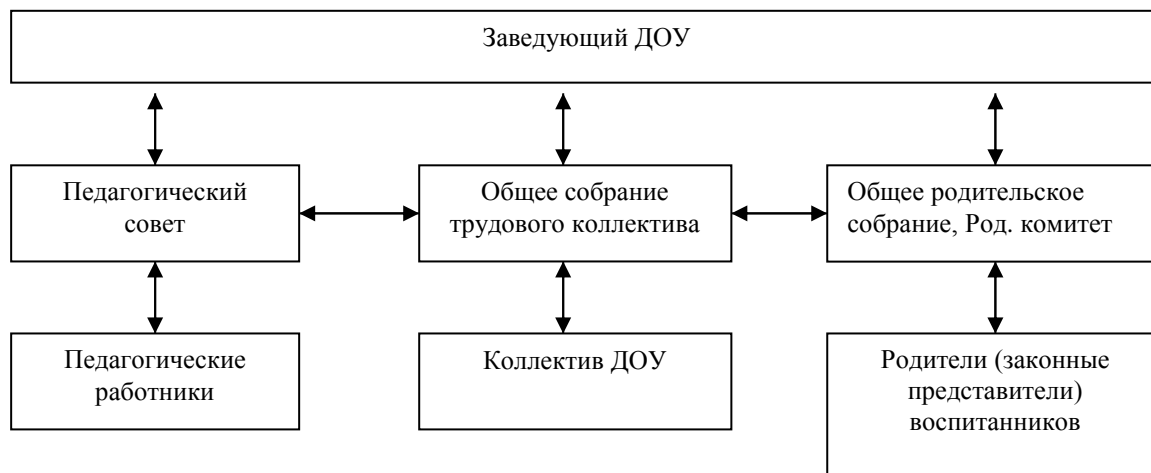 Заведующий ДОУ
Педагогический
совет
Общее собрание
трудового коллектива
Общее родительское
собрание, Род. комитет
Педагогические
работники
Коллектив ДОУ
Родители (законные
представители)
воспитанников